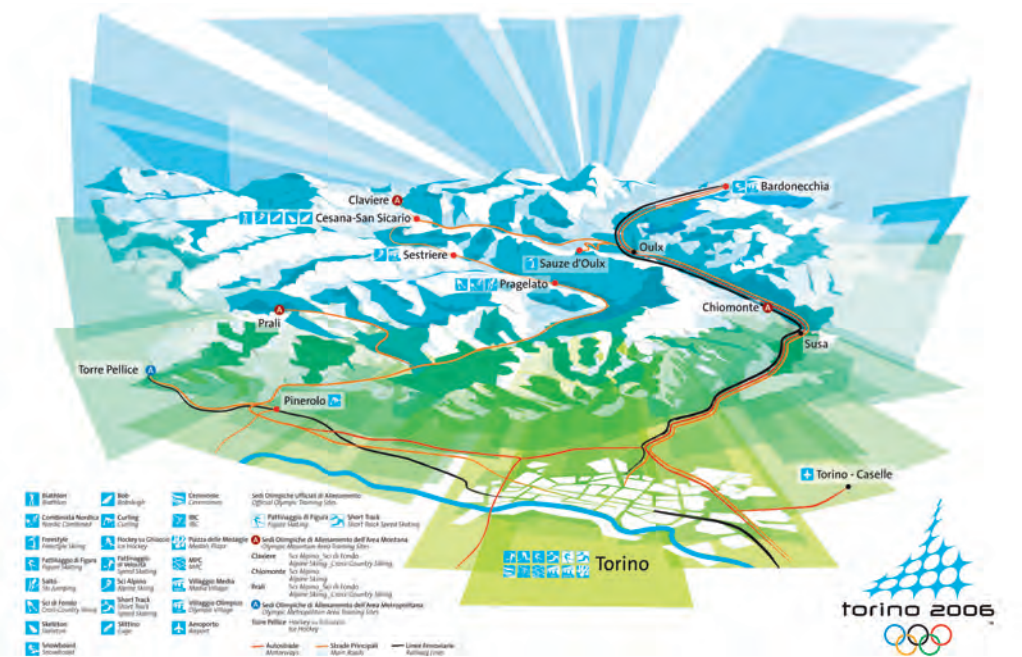 Claviere A
Cesana-San Sicario
Bardonecchia
Sestriere
Oulx
Sauze d'Oulx
Pragelato
Chiomonte A
Prali A
Susa
Torre Pellice A
Pinerolo
Torino - Caselle
Torino
Biathlon
Biathlon
Combinata Nordica
Nordic Combined
Freestyle
Freestyle Skiing
Pattinaggio di Figura
Figure Skating
Salto
Ski Jumping
Sci di Fondo
Cross-Country Skiing
Skeleton
Skeleton
Snowboard
Snowboard
Bob
Bobsleigh
Curling
Curling
Hockey su Ghiaccio
Ice Hockey
Pattinaggio
di Velocità
Speed Skating
Sci Alpino
Alpine Skiing
Short Track
Short Track
Speed Skating
Slittino
Luge
Cerimonie
Ceremonies
IBC
IBC
Piazza delle Medaglie
Medals Plaza
MPC
MPC
Villaggio Media
Media Village
Villaggio Olimpico
Olympic Village
Aeroporto
Airport
Sedi Olimpiche Ufficiali di Allenamento
Official Olympic Training Sites
Pattinaggio di Figura
Figure Skating
Short Track
Short Track Speed Skating
A Sedi Olimpiche di Allenamento dell'Area Montana
Olympic Mountain Area Training Sites
Claviere Sci Alpino_Sci di Fondo
Alpine Skiing_Cross Country Skiing
Chiomonte Sci Alpino
Alpine Skiing
Prali Sci Alpino_Sci di Fondo
Alpine Skiing_Cross Country Skiing
A Sedi Olimpiche di Allenamento dell'Area Metropolitana
Olympic Metropolitan Area Training Sites
Torre Pellice Hockey su Ghiaccio
Ice Hockey
Autostrade
Motorways
Strade Principali
Main Roads
Linee Ferroviarie
Railway Lines
torino 2006
TM